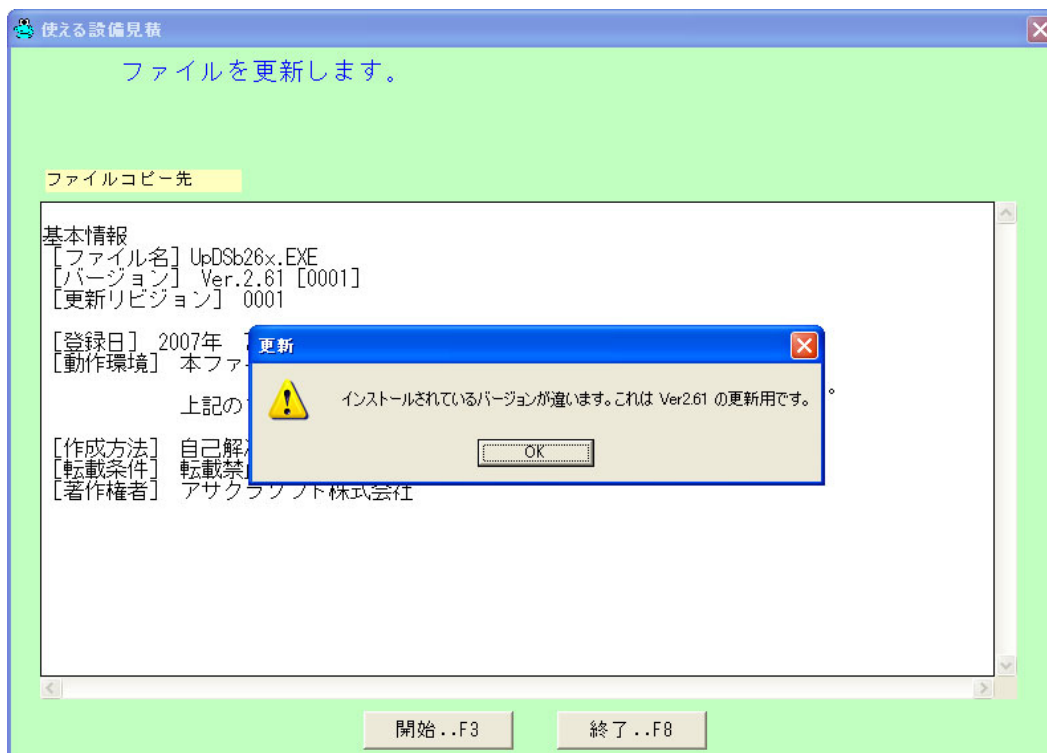 使える設備見積
ファイルを更新します。
ファイルコピー先
基本情報
［ファイル名］UpDSb26x.EXE
［バージョン］ Ver.2.61 [0001]
［更新リビジョン］ 0001
［登録日］ 2007年
［動作環境］ 本ファイ
上記の
。
［作成方法］ 自己解
［転載条件］ 転載禁
［著作権者］ アサクラソフト株式会社
更新
インストールされているバージョンが違います。これは Ver2.61 の更新用です。
OK
開始..F3
終了..F8